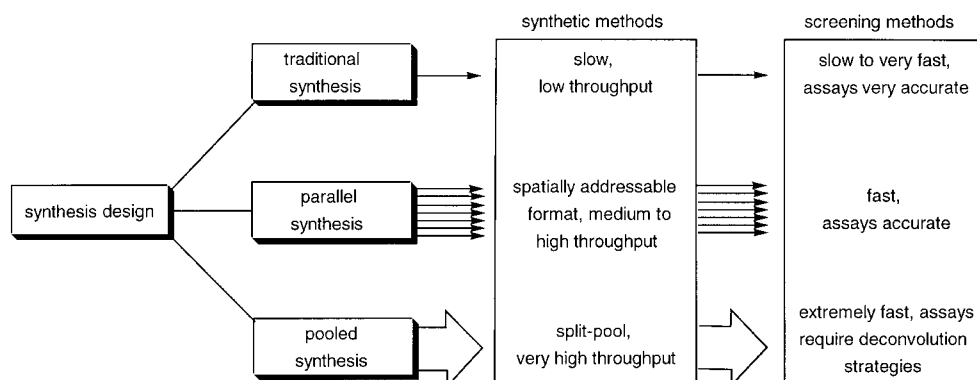 synthetic methods
screening methods
traditional
synthesis
slow,
low throughput
slow to very fast,
assays very accurate
synthesis design
parallel
synthesis
spatially addressable
format, medium to
high throughput
fast,
assays accurate
pooled
synthesis
split-pool,
very high throughput
extremely fast, assays
require deconvolution
strategies